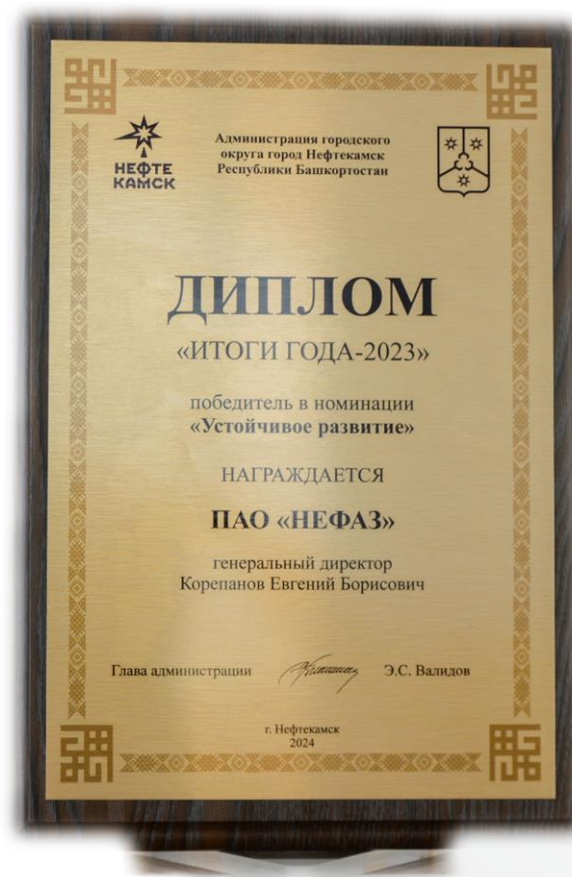 НЕФТЕ
КАМСК
Администрация городского
округа город Нефтекамск
Республики Башкортостан
ДИПЛОМ
«ИТОГИ ГОДА-2023»
победитель в номинации
«Устойчивое развитие»
НАГРАЖДАЕТСЯ
ПАО «НЕФАЗ»
генеральный директор
Корепанов Евгений Борисович
Глава администрации Э.С. Валидов
г. Нефтекамск
2024